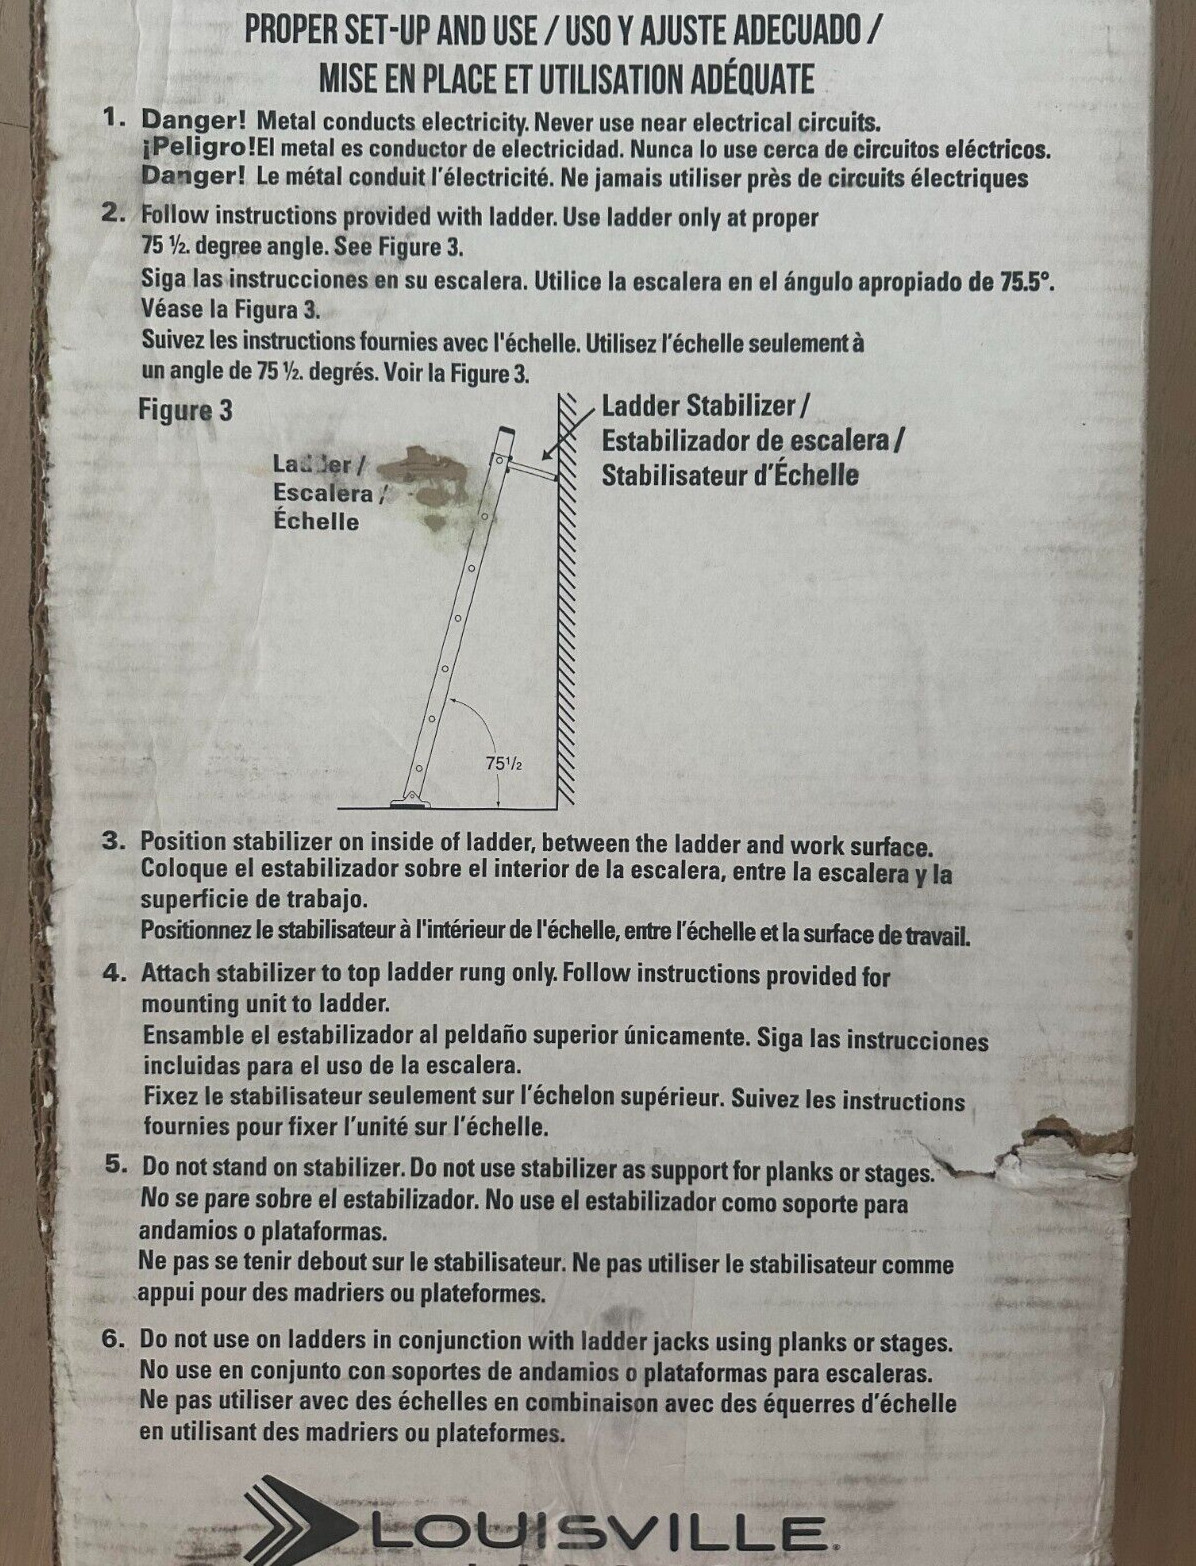 PROPER SET-UP AND USE / USO Y AJUSTE ADECUADO /
MISE EN PLACE ET UTILISATION ADÉQUATE
1. Danger! Metal conducts electricity. Never use near electrical circuits.
¡Peligro!El metal es conductor de electricidad. Nunca lo use cerca de circuitos eléctricos.
Danger! Le métal conduit l'électricité. Ne jamais utiliser près de circuits électriques
2. Follow instructions provided with ladder. Use ladder only at proper
75 ½. degree angle. See Figure 3.
Siga las instrucciones en su escalera. Utilice la escalera en el ángulo apropiado de 75.5°.
Véase la Figura 3.
Suivez les instructions fournies avec l'échelle. Utilisez l'échelle seulement à
un angle de 75 ½. degrés. Voir la Figure 3.
Figure 3
Ladder Stabilizer /
Estabilizador de escalera /
Stabilisateur d'Échelle
Ladder /
Escalera /
Échelle
75½
3. Position stabilizer on inside of ladder, between the ladder and work surface.
Coloque el estabilizador sobre el interior de la escalera, entre la escalera y la
superficie de trabajo.
Positionnez le stabilisateur à l'intérieur de l'échelle, entre l'échelle et la surface de travail.
4. Attach stabilizer to top ladder rung only. Follow instructions provided for
mounting unit to ladder.
Ensamble el estabilizador al peldaño superior únicamente. Siga las instrucciones
incluidas para el uso de la escalera.
Fixez le stabilisateur seulement sur l'échelon supérieur. Suivez les instructions
fournies pour fixer l'unité sur l'échelle.
5. Do not stand on stabilizer. Do not use stabilizer as support for planks or stages.
No se pare sobre el estabilizador. No use el estabilizador como soporte para
andamios o plataformas.
Ne pas se tenir debout sur le stabilisateur. Ne pas utiliser le stabilisateur comme
appui pour des madriers ou plateformes.
6. Do not use on ladders in conjunction with ladder jacks using planks or stages.
No use en conjunto con soportes de andamios o plataformas para escaleras.
Ne pas utiliser avec des échelles en combinaison avec des équerres d'échelle
en utilisant des madriers ou plateformes.
LOUISVILLE.